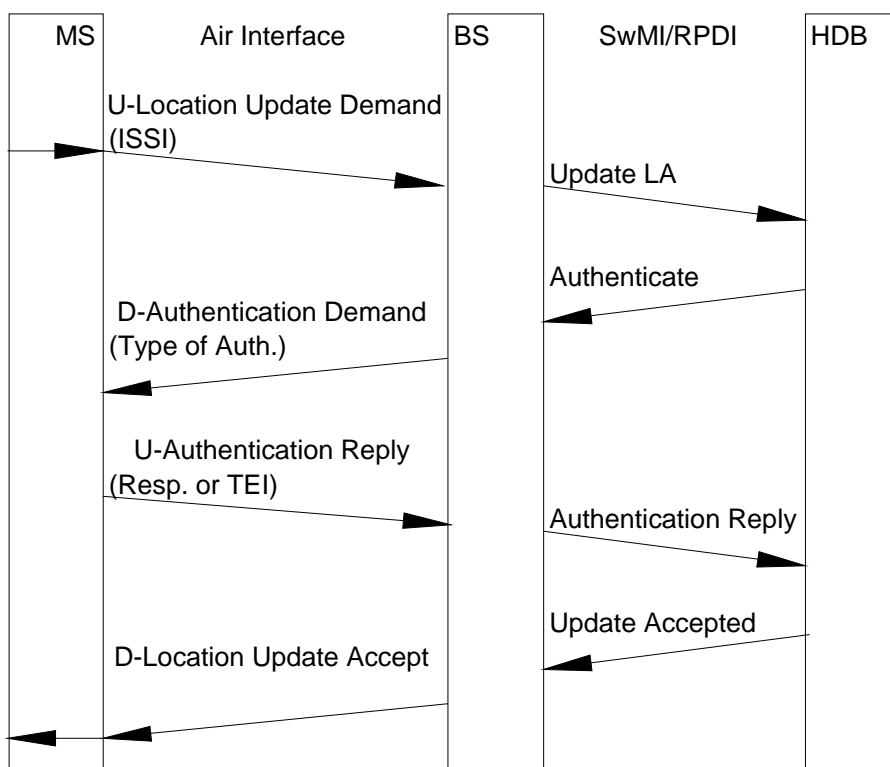 MS
Air Interface
BS
SwMI/RPDI
HDB
U-Location Update Demand
(ISSI)
Update LA
Authenticate
D-Authentication Demand
(Type of Auth.)
U-Authentication Reply
(Resp. or TEI)
Authentication Reply
Update Accepted
D-Location Update Accept